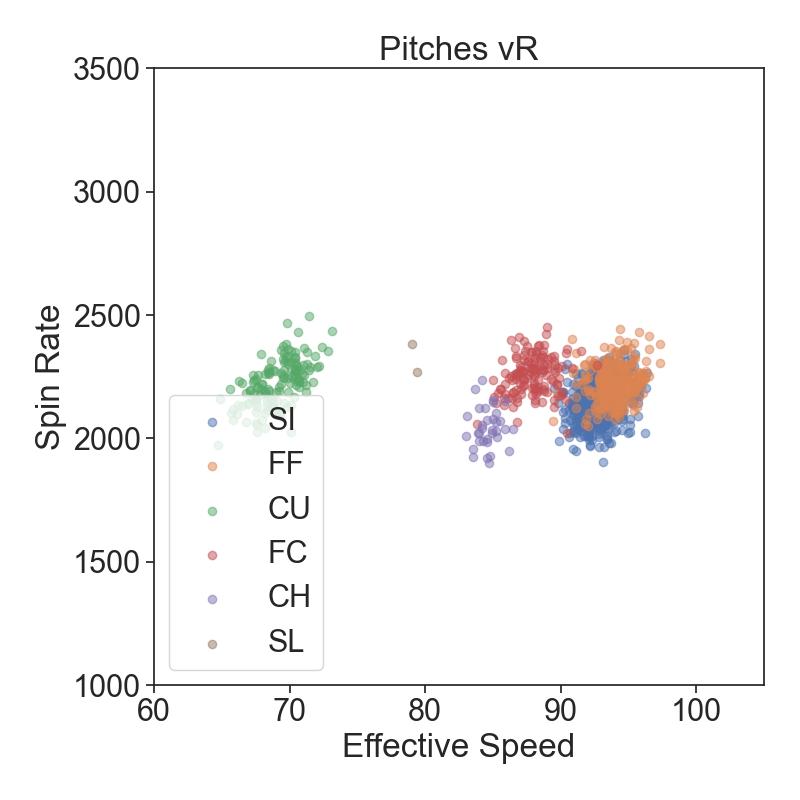 Pitches vR
3500
3000
2500
2000
1500
1000
Spin Rate
SI
FF
CU
FC
CH
SL
60 70 80 90 100
Effective Speed